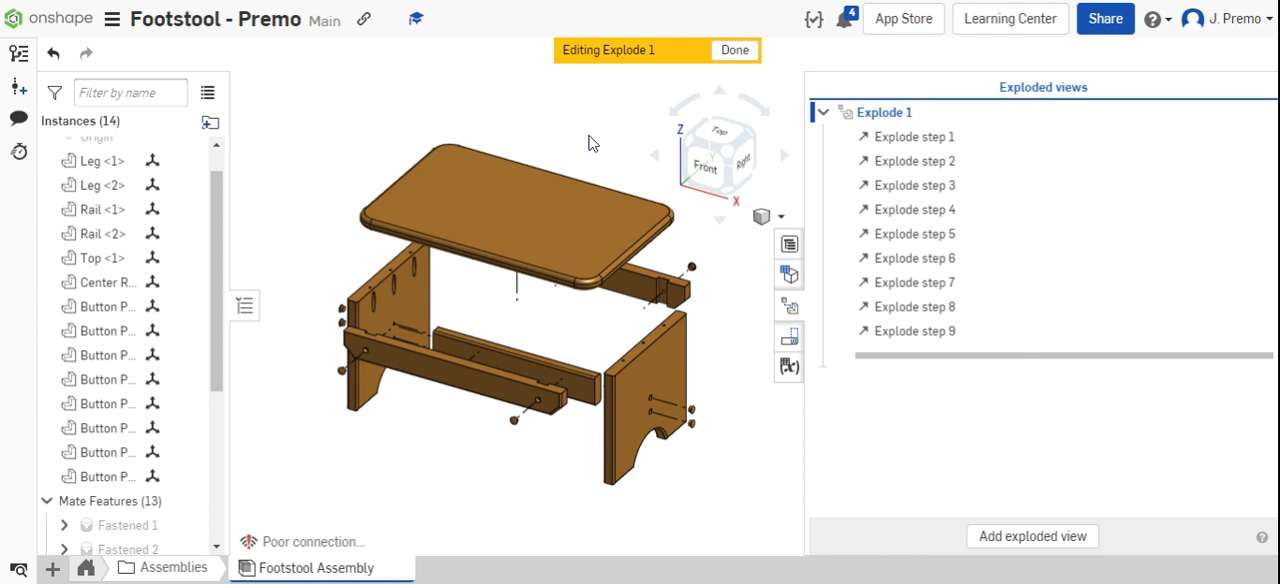 onshape
Footstool - Premo Main
4
App Store
Learning Center
Share
J. Premo
Editing Explode 1
Done
Filter by name
Instances (14)
Origin
Leg <1>
Leg <2>
Rail <1>
Rail <2>
Top <1>
Center R...
Button P...
Button P...
Button P...
Button P...
Button P...
Button P...
Button P...
Button P...
Mate Features (13)
Fastened 1
Fastened 2
Z
Top
Front
Right
Y
X
Exploded views
Explode 1
Explode step 1
Explode step 2
Explode step 3
Explode step 4
Explode step 5
Explode step 6
Explode step 7
Explode step 8
Explode step 9
Add exploded view
Poor connection...
Assemblies
Footstool Assembly